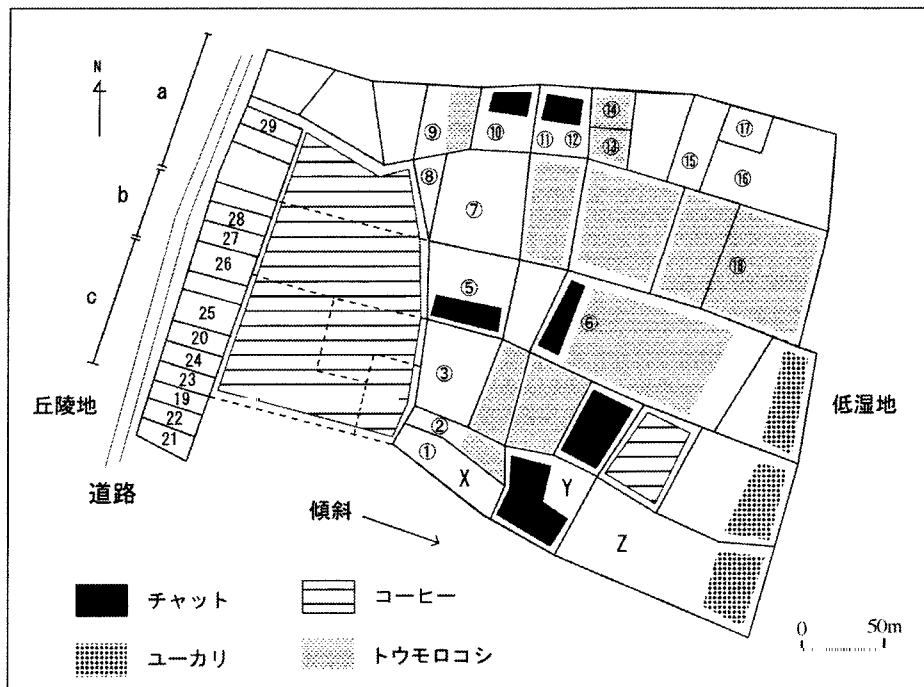 N
a
b
c
29
28
27
26
25
20
24
23
19
22
21
⑨
⑩
⑪
⑫
⑭
⑬
⑮
⑰
⑯
⑧
⑦
⑤
⑥
③
②
①
X
Y
Z
丘陵地
低湿地
道路
傾斜
チャット
コーヒー
ユーカリ
トウモロコシ
0 50m